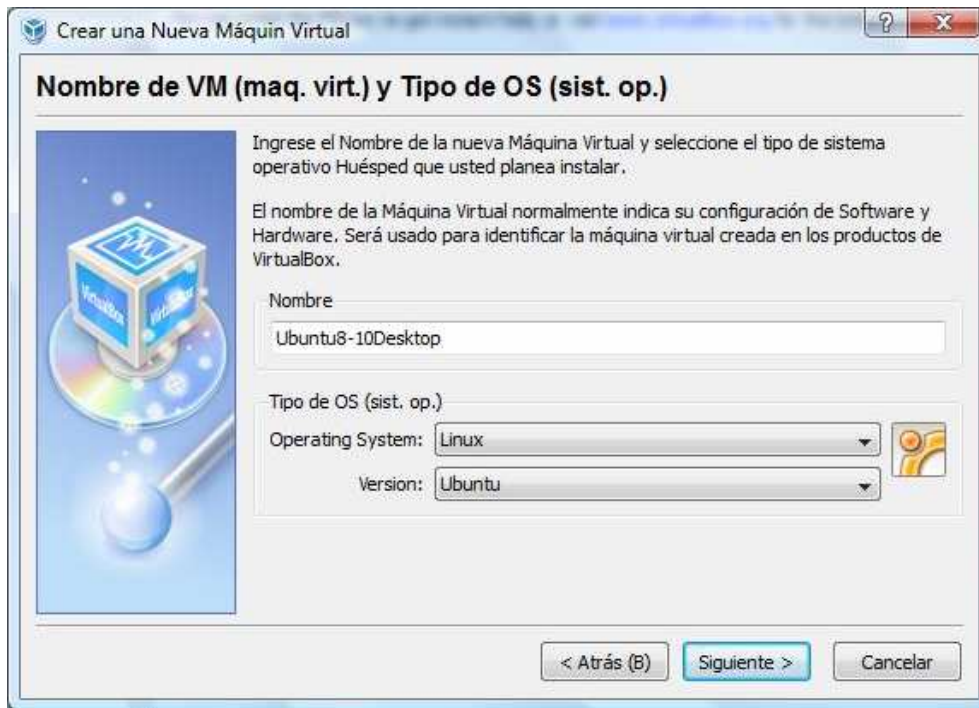 Crear una Nueva Máquin Virtual
Nombre de VM (maq. virt.) y Tipo de OS (sist. op.)
Ingrese el Nombre de la nueva Máquina Virtual y seleccione el tipo de sistema
operativo Huésped que usted planea instalar.
El nombre de la Máquina Virtual normalmente indica su configuración de Software y
Hardware. Será usado para identificar la máquina virtual creada en los productos de
VirtualBox.
Nombre
Ubuntu8-10Desktop
Tipo de OS (sist. op.)
Operating System: Linux
Version: Ubuntu
VirtualBox
< Atrás (B) Siguiente > Cancelar